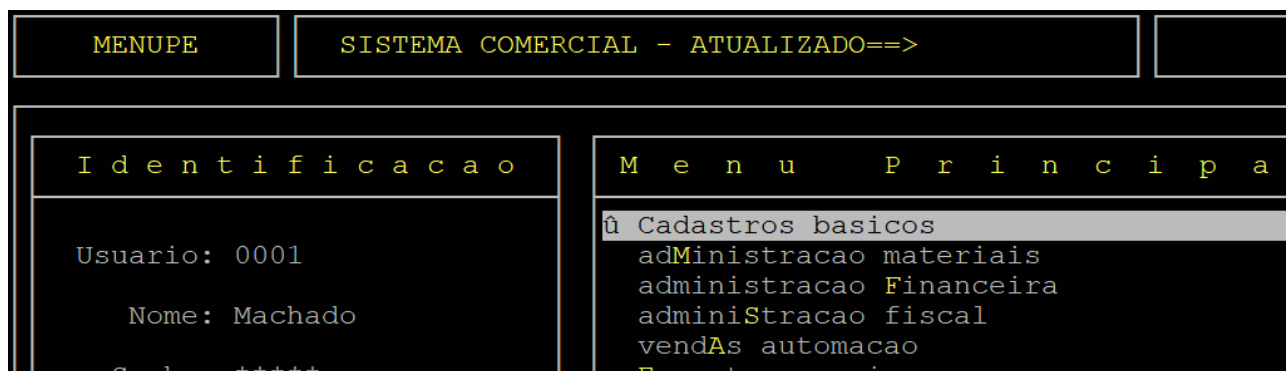 MENUPE
SISTEMA COMERCIAL - ATUALIZADO==>
I d e n t i f i c a c a o
Usuario: 0001
Nome: Machado
M e n u P r i n c i p a
û Cadastros basicos
adMinistracao materiais
administracao Financeira
adminiStracao fiscal
vendAs automacao